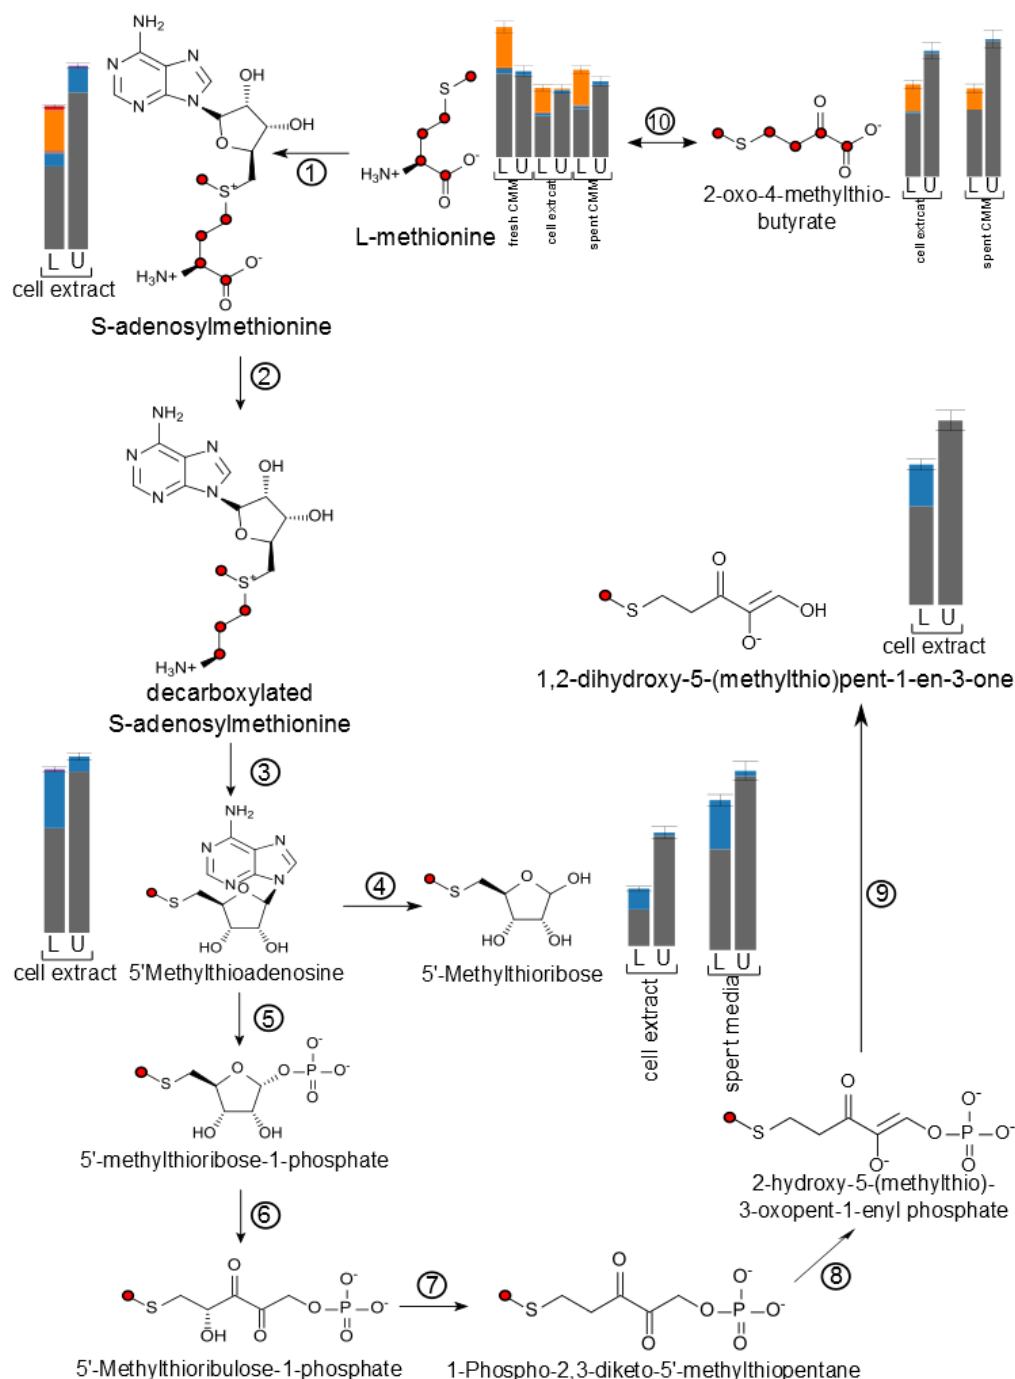 NH2
N
N
N
N
OH
OH
O
S+
H3N+
O-
O
L U
cell extract
S-adenosylmethionine
1
S
H3N+
O-
O
L-methionine
L U L U L U
fresh CMM
cell extrcat
spent CMM
10
S
O
O-
O
2-oxo-4-methylthio-
butyrate
L U L U
cell extrcat
spent CMM
2
NH2
N
N
N
N
OH
OH
O
S+
H3N+
decarboxylated
S-adenosylmethionine
O
S
O-
OH
L U
cell extract
1,2-dihydroxy-5-(methylthio)pent-1-en-3-one
3
L U
cell extract
NH2
N
N
N
N
O
S
HO
OH
5'Methylthioadenosine
4
S
O
OH
HO
OH
5'-Methylthioribose
L U
cell extract
L U
spert media
9
5
S
O
O
P
O-
O-
O
HO
OH
5'-methylthioribose-1-phosphate
S
O
O-
O
P
O-
O-
O
2-hydroxy-5-(methylthio)-
3-oxopent-1-enyl phosphate
6
S
OH
O
O
O
P
O-
O-
O
5'-Methylthioribulose-1-phosphate
7
S
O
O
O
P
O-
O-
O
1-Phospho-2,3-diketo-5'-methylthiopentane
8